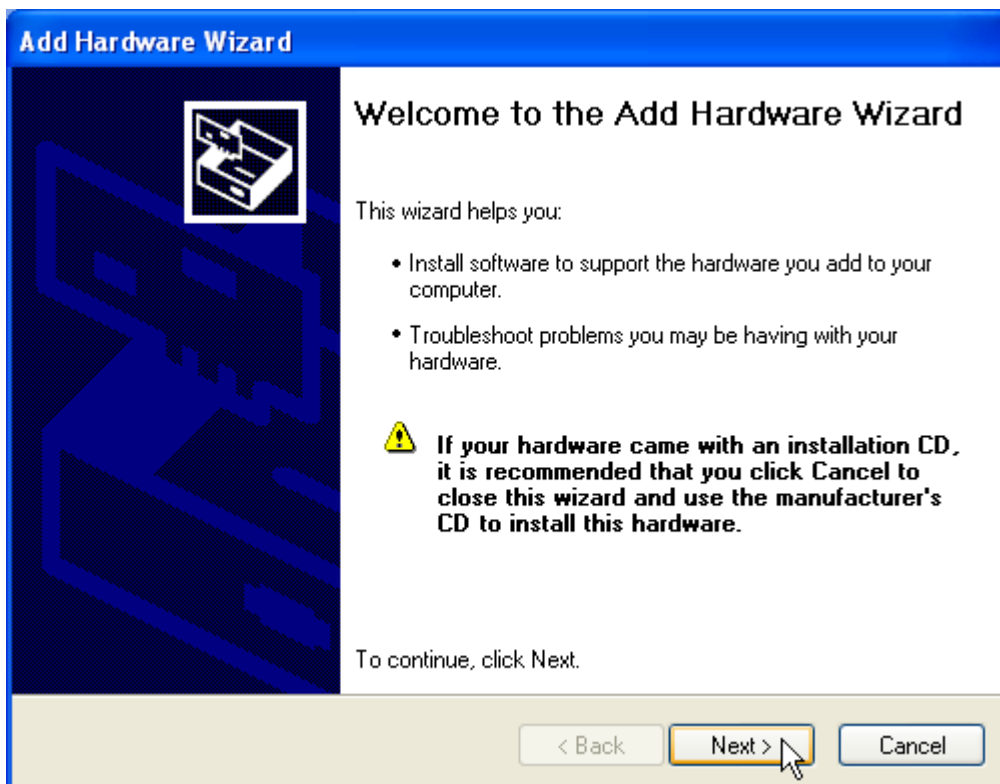 Add Hardware Wizard
Welcome to the Add Hardware Wizard
This wizard helps you:
• Install software to support the hardware you add to your
computer.
• Troubleshoot problems you may be having with your
hardware.
If your hardware came with an installation CD,
it is recommended that you click Cancel to
close this wizard and use the manufacturer's
CD to install this hardware.
To continue, click Next.
< Back Next > Cancel